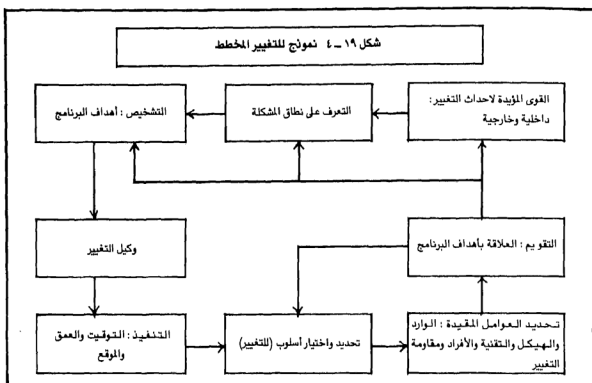 شكل ١٩ ــ ٤ نموذج للتغيير المخطط
القوى المؤيدة لاحداث التغيير :
داخلية وخارجية
التعرف على نطاق المشكلة
التشخيص : أهداف البرنامج
وكيل التغيير
التقويم : العلاقة بأهداف البرنامج
التنفيذ : التوقيت والعمق
والموقع
تحديد واختيار أسلوب (للتغيير)
تحديد العوامل المقيدة : الوارد
والهيكل والتقنية والأفراد ومقاومة
التغيير